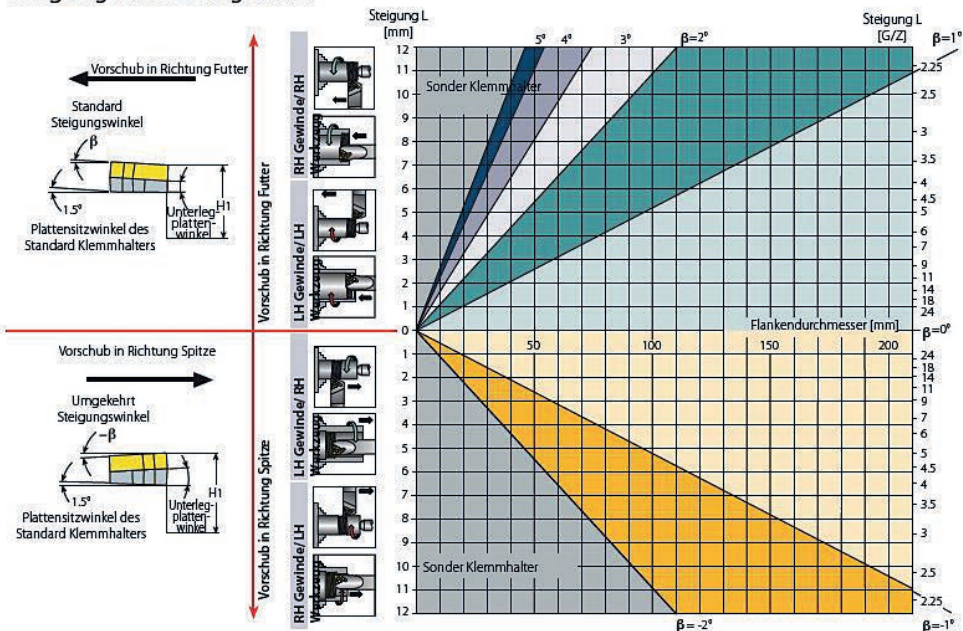 Vorschub in Richtung Futter
Standard
Steigungswinkel
β
1.5°
H1
Plattensitzwinkel des
Standard Klemmhalters
Unterleg-
platten-
winkel
Vorschub in Richtung Spitze
Umgekehrt
Steigungswinkel
-β
1.5°
H1
Plattensitzwinkel des
Standard Klemmhalters
Unterleg-
platten-
winkel
Vorschub in Richtung Futter
Vorschub in Richtung Spitze
RH Gewinde/ RH
Werkzeug
LH Gewinde/ LH
Werkzeug
LH Gewinde/ RH
Werkzeug
RH Gewinde/ LH
Werkzeug
Steigung L
[mm]
12
11
10
9
8
7
6
5
4
3
2
1
0
1
2
3
4
5
6
7
8
9
10
11
12
5° 4° 3° β=2°
Steigung L
[G/Z]
β=1°
2.25
2.5
3
3.5
4
4.5
5
6
7
9
11
14
18
24
β=0°
24
18
14
11
9
7
6
5
4.5
4
3.5
3
2.5
2.25
β=-1°
Sonder Klemmhalter
Flankendurchmesser [mm]
50 100 150 200
Sonder Klemmhalter
β= -2°